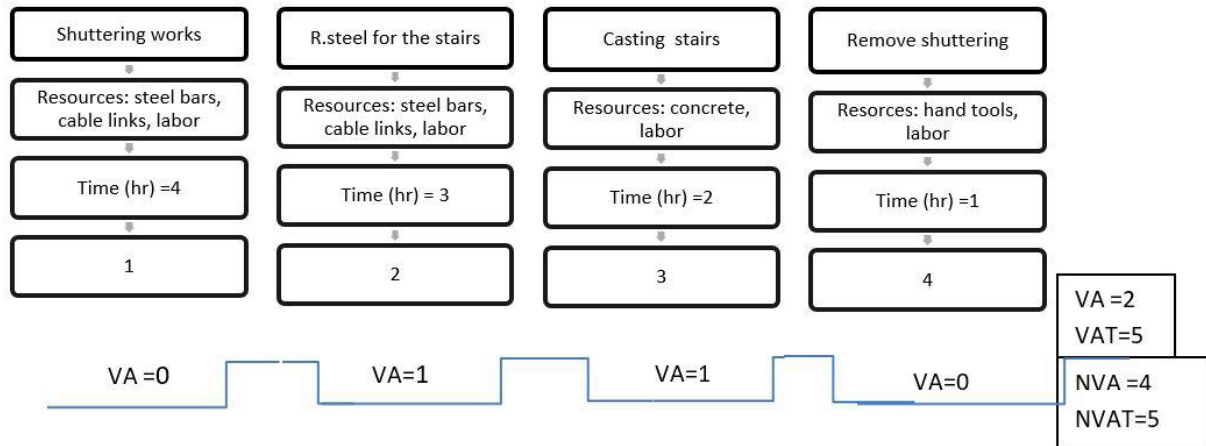 Shuttering works
Resources: steel bars,
cable links, labor
Time (hr) =4
1
R.steel for the stairs
Resources: steel bars,
cable links, labor
Time (hr) = 3
2
Casting stairs
Resources: concrete,
labor
Time (hr) =2
3
Remove shuttering
Resorces: hand tools,
labor
Time (hr) =1
4
VA =0
VA=1
VA=1
VA=0
VA =2
VAT=5
NVA =4
NVAT=5